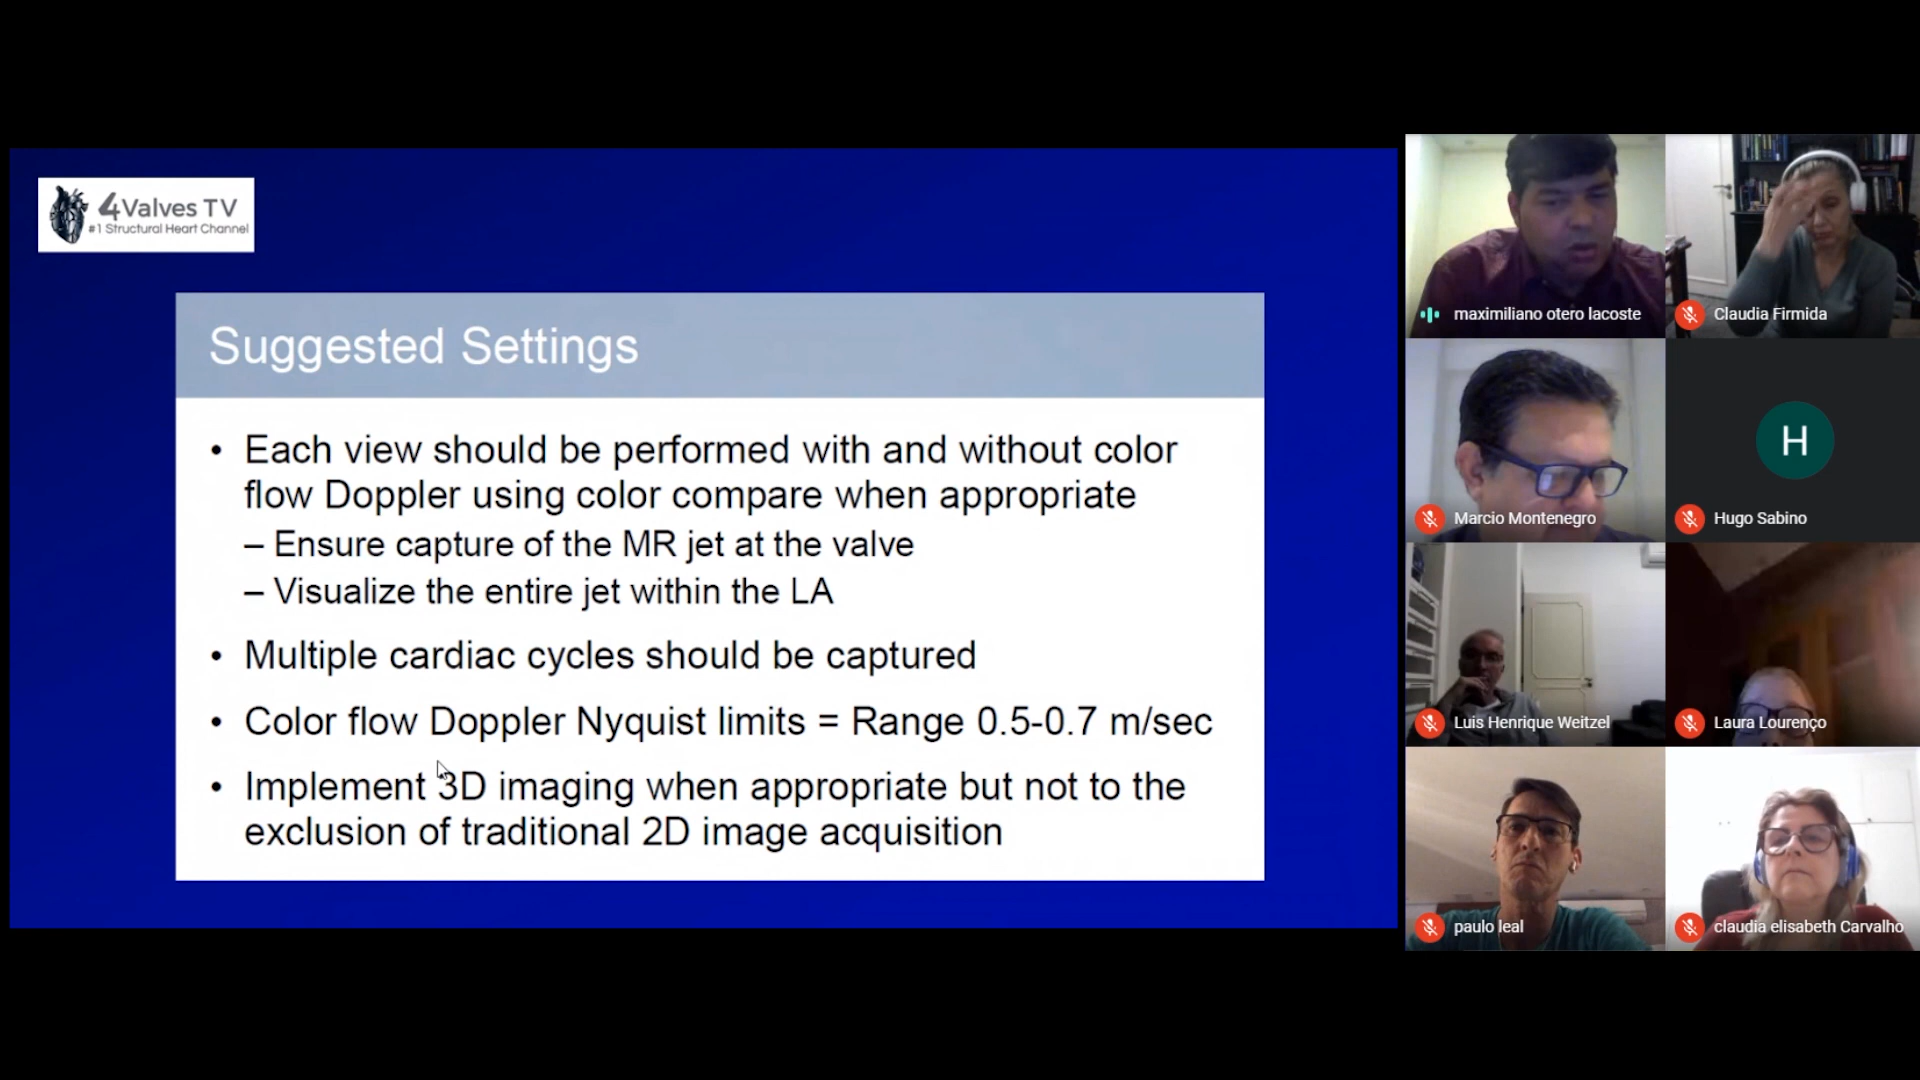 4Valves TV
#1 Structural Heart Channel
Suggested Settings
• Each view should be performed with and without color
flow Doppler using color compare when appropriate
– Ensure capture of the MR jet at the valve
– Visualize the entire jet within the LA
• Multiple cardiac cycles should be captured
• Color flow Doppler Nyquist limits = Range 0.5-0.7 m/sec
• Implement 3D imaging when appropriate but not to the
exclusion of traditional 2D image acquisition
maximiliano otero lacoste
Claudia Firmida
Marcio Montenegro
H
Hugo Sabino
Luis Henrique Weitzel
Laura Lourenço
paulo leal
claudia elisabeth Carvalho